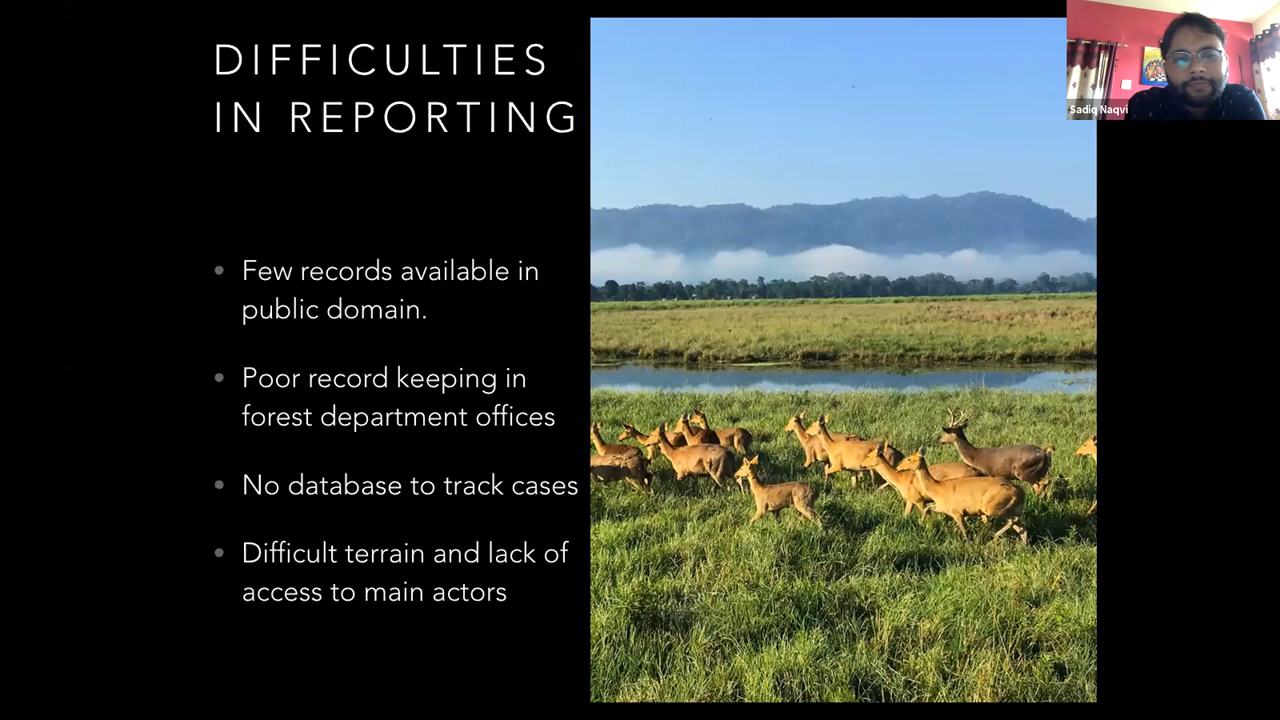 DIFFICULTIES
IN REPORTING
• Few records available in
public domain.
• Poor record keeping in
forest department offices
• No database to track cases
• Difficult terrain and lack of
access to main actors
Sadiq Naqvi